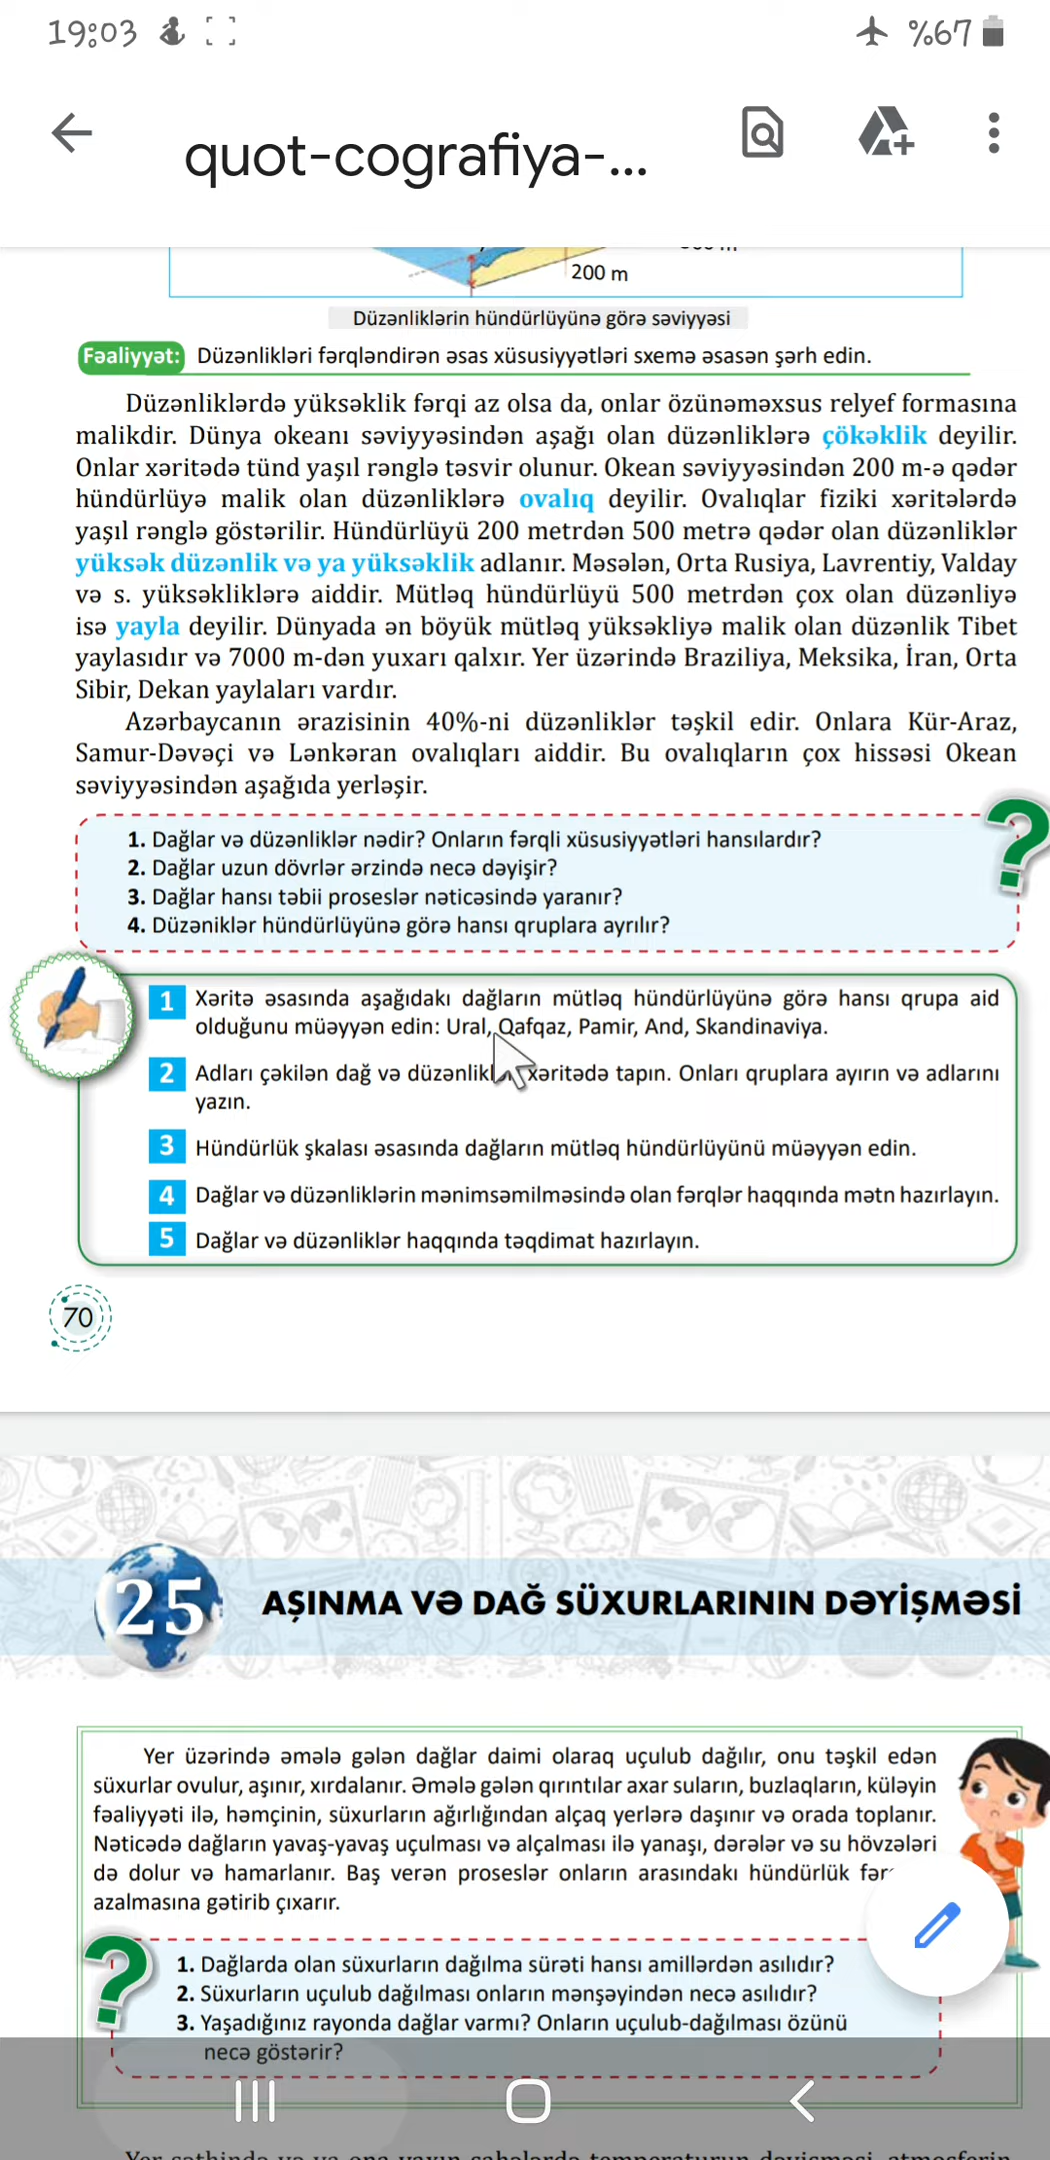 19:03
%67
quot-cografiya-...
200 m
Düzənliklərin hündürlüyünə görə səviyyəsi
Fəaliyyət: Düzənlikləri fərqləndirən əsas xüsusiyyətləri sxemə əsasən şərh edin.
Düzənliklərdə yüksəklik fərqi az olsa da, onlar özünəməxsus relyef formasına
malikdir. Dünya okeanı səviyyəsindən aşağı olan düzənliklərə çökəklik deyilir.
Onlar xəritədə tünd yaşıl rənglə təsvir olunur. Okean səviyyəsindən 200 m-ə qədər
hündürlüyə malik olan düzənliklərə ovalıq deyilir. Ovalıqlar fiziki xəritələrdə
yaşıl rənglə göstərilir. Hündürlüyü 200 metrdən 500 metrə qədər olan düzənliklər
yüksək düzənlik və ya yüksəklik adlanır. Məsələn, Orta Rusiya, Lavrentiy, Valday
və s. yüksəkliklərə aiddir. Mütləq hündürlüyü 500 metrdən çox olan düzənliyə
isə yayla deyilir. Dünyada ən böyük mütləq yüksəkliyə malik olan düzənlik Tibet
yaylasıdır və 7000 m-dən yuxarı qalxır. Yer üzərində Braziliya, Meksika, İran, Orta
Sibir, Dekan yaylaları vardır.
Azərbaycanın ərazisinin 40%-ni düzənliklər təşkil edir. Onlara Kür-Araz,
Samur-Dəvəçi və Lənkəran ovalıqları aiddir. Bu ovalıqların çox hissəsi Okean
səviyyəsindən aşağıda yerləşir.
1. Dağlar və düzənliklər nədir? Onların fərqli xüsusiyyətləri hansılardır?
2. Dağlar uzun dövrlər ərzində necə dəyişir?
3. Dağlar hansı təbii proseslər nəticəsində yaranır?
4. Düzəniklər hündürlüyünə görə hansı qruplara ayrılır?
1 Xəritə əsasında aşağıdakı dağların mütləq hündürlüyünə görə hansı qrupa aid
olduğunu müəyyən edin: Ural, Qafqaz, Pamir, And, Skandinaviya.
2 Adları çəkilən dağ və xəritədə tapın. Onları qruplara ayırın və adlarını
yazın.
3 Hündürlük şkalası əsasında dağların mütləq hündürlüyünü müəyyən edin.
4 Dağlar və düzənliklərin mənimsəmilməsində olan fərqlər haqqında mətn hazırlayın.
5 Dağlar və düzənliklər haqqında təqdimat hazırlayın.
70
25 AŞINMA VƏ DAĞ SÜXURLARININ DƏYİŞMƏSİ
Yer üzərində əmələ gələn dağlar daimi olaraq uçulub dağılır, onu təşkil edən
süxurlar ovulur, aşınır, xırdalanır. Əmələ gələn qırıntılar axar suların, buzlaqların, küləyin
fəaliyyəti ilə, həmçinin, süxurların ağırlığından alçaq yerlərə daşınır və orada toplanır.
Nəticədə dağların yavaş-yavaş uçulması və alçalması ilə yanaşı, dərələr və su hövzələri
də dolur və hamarlanır. Baş verən proseslər onların arasındakı hündürlük
azalmasına gətirib çıxarır.
1. Dağlarda olan süxurların dağılma sürəti hansı amillərdən asılıdır?
2. Süxurların uçulub dağılması onların mənşəyindən necə asılıdır?
3. Yaşadığınız rayonda dağlar varmı? Onların uçulub-dağılması özünü
necə göstərir?